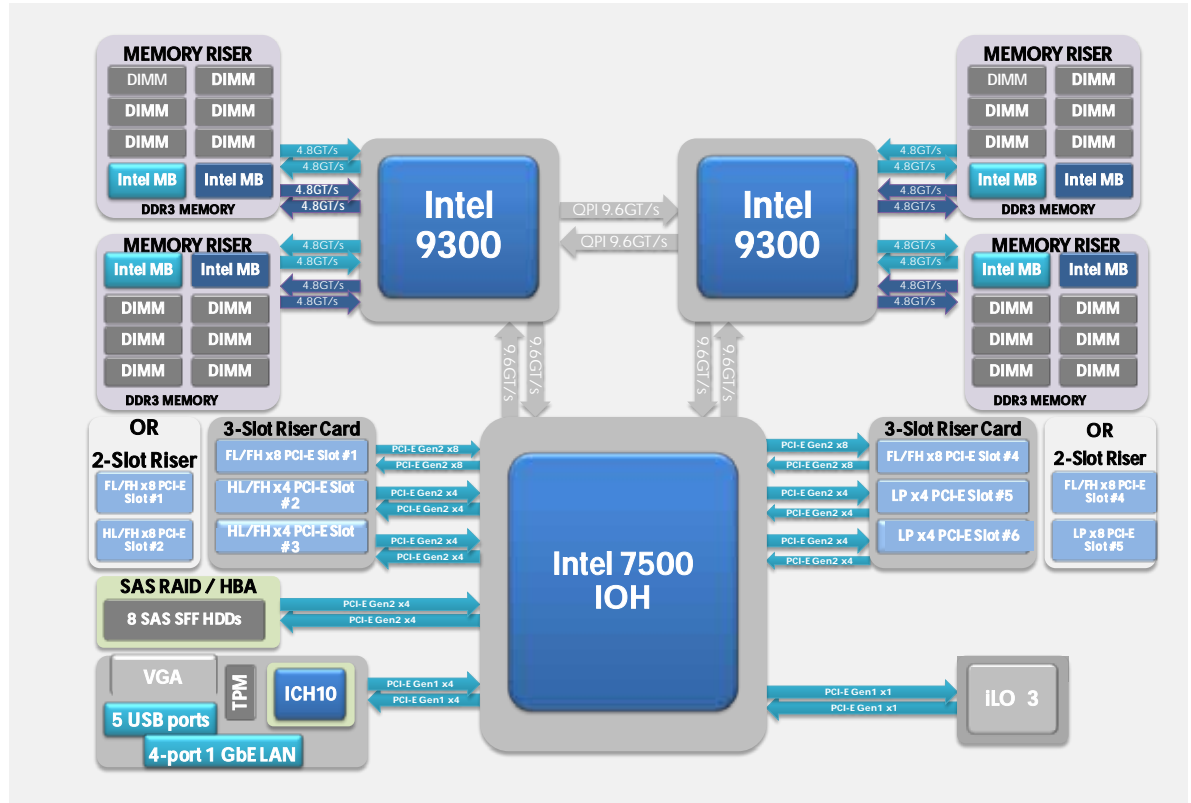 MEMORY RISER
DIMM DIMM
DIMM DIMM
DIMM DIMM
Intel MB Intel MB
DDR3 MEMORY
4.8GT/s
4.8GT/s
4.8GT/s
4.8GT/s
MEMORY RISER
Intel MB Intel MB
DIMM DIMM
DIMM DIMM
DIMM DIMM
DDR3 MEMORY
4.8GT/s
4.8GT/s
4.8GT/s
4.8GT/s
Intel
9300
QPI 9.6GT/s
QPI 9.6GT/s
Intel
9300
MEMORY RISER
DIMM DIMM
DIMM DIMM
DIMM DIMM
Intel MB Intel MB
DDR3 MEMORY
4.8GT/s
4.8GT/s
4.8GT/s
4.8GT/s
MEMORY RISER
Intel MB Intel MB
DIMM DIMM
DIMM DIMM
DIMM DIMM
DDR3 MEMORY
4.8GT/s
4.8GT/s
4.8GT/s
4.8GT/s
9.6GT/s
9.6GT/s
9.6GT/s
9.6GT/s
OR
2-Slot Riser
FL/FH x8 PCI-E
Slot #1
HL/FH x8 PCI-E
Slot #2
3-Slot Riser Card
FL/FH x8 PCI-E Slot #1
HL/FH x4 PCI-E Slot
#2
HL/FH x4 PCI-E Slot
#3
PCI-E Gen2 x8
PCI-E Gen2 x8
PCI-E Gen2 x4
PCI-E Gen2 x4
PCI-E Gen2 x4
PCI-E Gen2 x4
Intel 7500
IOH
PCI-E Gen2 x8
PCI-E Gen2 x8
PCI-E Gen2 x4
PCI-E Gen2 x4
PCI-E Gen2 x4
PCI-E Gen2 x4
3-Slot Riser Card
FL/FH x8 PCI-E Slot #4
LP x4 PCI-E Slot #5
LP x4 PCI-E Slot #6
OR
2-Slot Riser
FL/FH x8 PCI-E
Slot #4
LP x8 PCI-E
Slot #5
SAS RAID / HBA
8 SAS SFF HDDs
PCI-E Gen2 x4
PCI-E Gen2 x4
VGA
TPM
ICH10
5 USB ports
4-port 1 GbE LAN
PCI-E Gen1 x4
PCI-E Gen1 x4
PCI-E Gen1 x1
PCI-E Gen1 x1
iLO 3